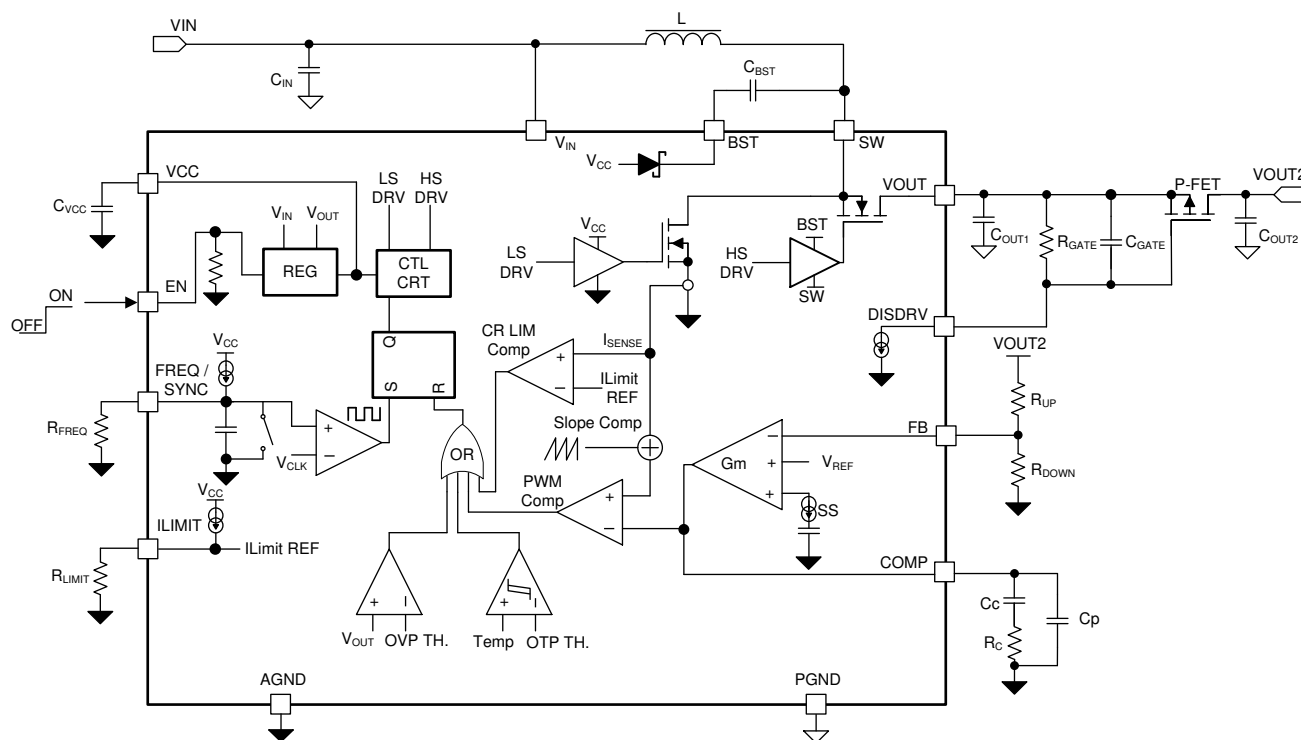 VIN
L
CIN
CBST
VIN
BST
SW
VCC
VCC
LS
DRV
HS
DRV
VOUT
P-FET
VOUT2
CVCC
VIN
VOUT
REG
CTL
CRT
LS
DRV
VCC
HS
DRV
BST
SW
COUT1
RGATE
CGATE
COUT2
EN
ON
OFF
DISDRV
VCC
FREQ /
SYNC
Q
S
R
CR LIM
Comp
ISENSE
+
−
ILimit
REF
VOUT2
RUP
RFREQ
VCLK
+
−
Slope Comp
OR
FB
Gm
−
+
+
VREF
RDOWN
VCC
ILIMIT
ILimit REF
PWM
Comp
+
−
SS
RLIMIT
COMP
Cc
Cp
RC
+
−
+
−
VOUT
OVP TH.
Temp
OTP TH.
AGND
PGND